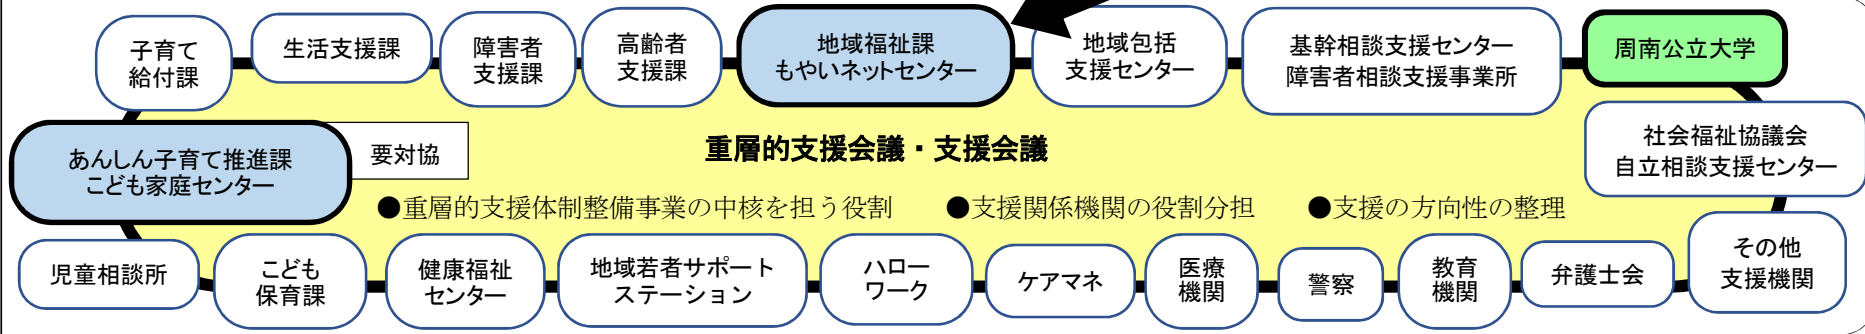 子育て
給付課
生活支援課
障害者
支援課
高齢者
支援課
地域福祉課
もやいネットセンター
地域包括
支援センター
基幹相談支援センター
障害者相談支援事業所
周南公立大学
あんしん子育て推進課
こども家庭センター
要対協
重層的支援会議・支援会議
社会福祉協議会
自立相談支援センター
●重層的支援体制整備事業の中核を担う役割
●支援関係機関の役割分担
●支援の方向性の整理
児童相談所
こども
保育課
健康福祉
センター
地域若者サポート
ステーション
ハロー
ワーク
ケアマネ
医療
機関
警察
教育
機関
弁護士会
その他
支援機関